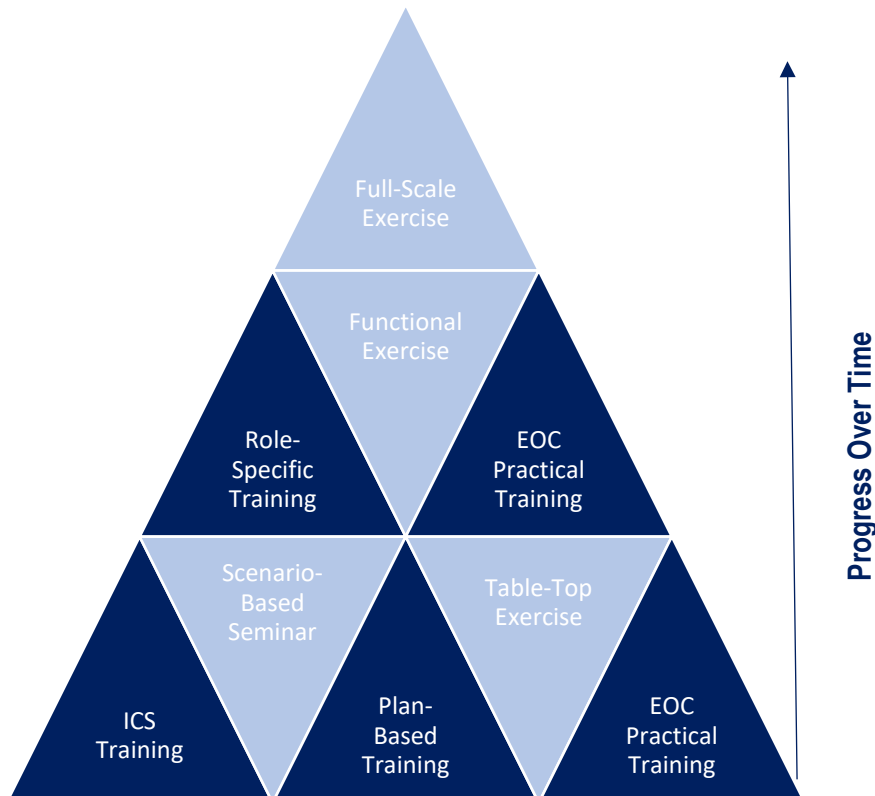 Full-Scale
Exercise
Functional
Exercise
Role-
Specific
Training
EOC
Practical
Training
Scenario-
Based
Seminar
Table-Top
Exercise
ICS
Training
Plan-
Based
Training
EOC
Practical
Training
Progress Over Time